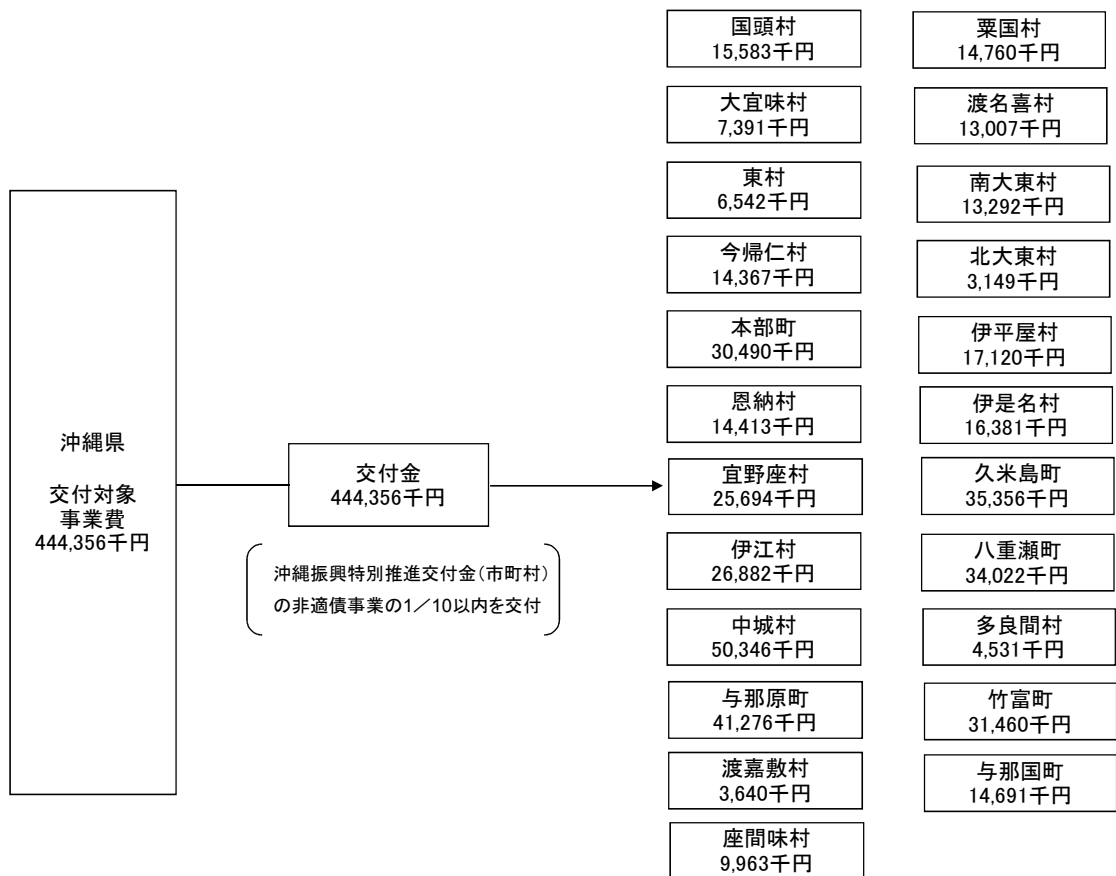 沖縄県
交付対象
事業費
444,356千円
交付金
444,356千円
沖縄振興特別推進交付金(市町村)
の非適債事業の1／10以内を交付
国頭村
15,583千円
大宜味村
7,391千円
東村
6,542千円
今帰仁村
14,367千円
本部町
30,490千円
恩納村
14,413千円
宜野座村
25,694千円
伊江村
26,882千円
中城村
50,346千円
与那原町
41,276千円
渡嘉敷村
3,640千円
座間味村
9,963千円
粟国村
14,760千円
渡名喜村
13,007千円
南大東村
13,292千円
北大東村
3,149千円
伊平屋村
17,120千円
伊是名村
16,381千円
久米島町
35,356千円
八重瀬町
34,022千円
多良間村
4,531千円
竹富町
31,460千円
与那国町
14,691千円